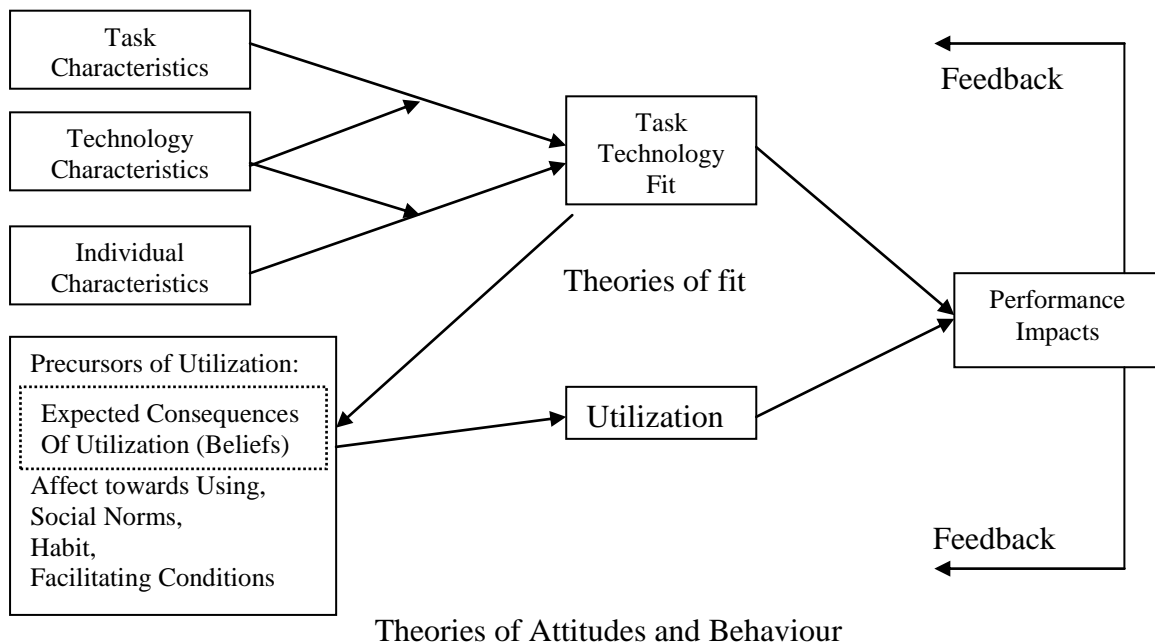 Task
Characteristics
Technology
Characteristics
Individual
Characteristics
Precursors of Utilization:
Expected Consequences
Of Utilization (Beliefs)
Affect towards Using,
Social Norms,
Habit,
Facilitating Conditions
Task
Technology
Fit
Theories of fit
Utilization
Feedback
Performance
Impacts
Feedback
Theories of Attitudes and Behaviour